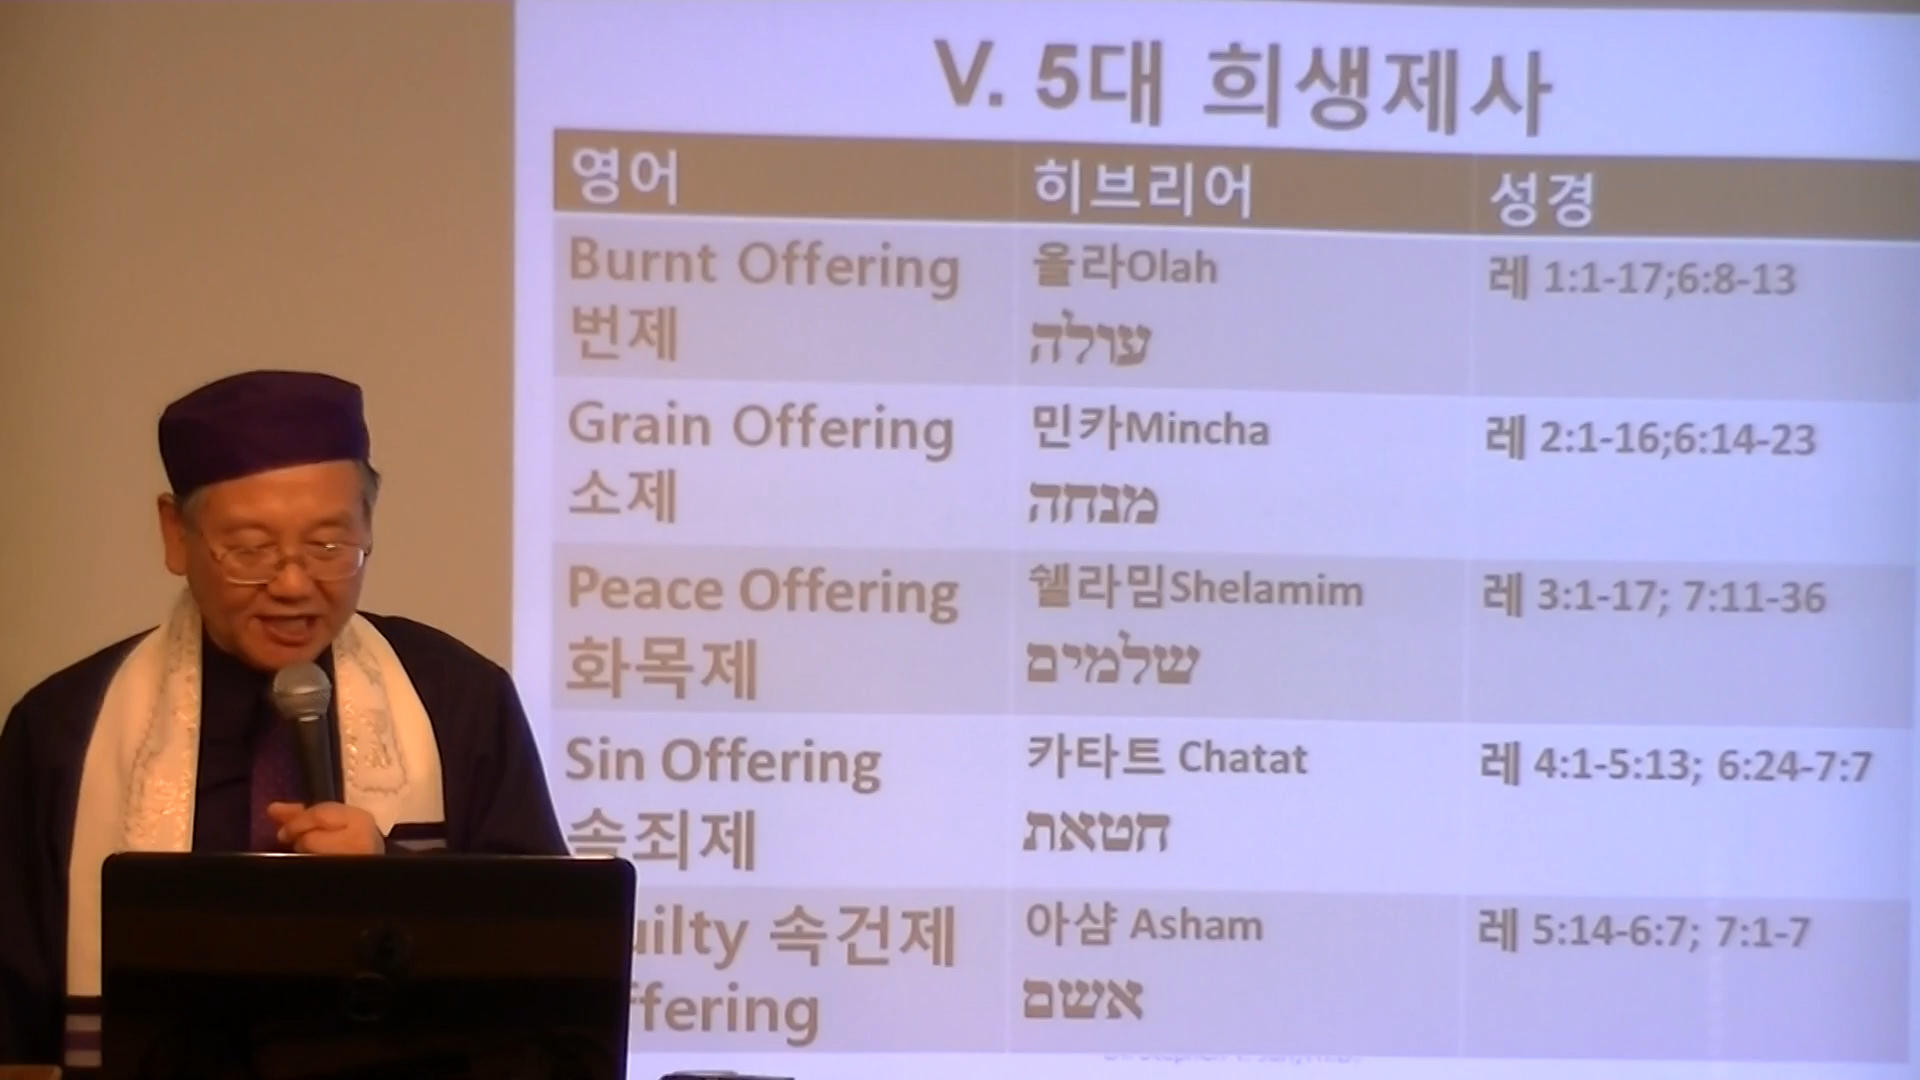 V. 5대 희생제사
영어 히브리어 성경
Burnt Offering 올라Olah 레 1:1-17;6:8-13
번제 עולה
Grain Offering 민카Mincha 레 2:1-16;6:14-23
소제 מנחה
Peace Offering 쉘라밈Shelamim 레 3:1-17; 7:11-36
화목제 שלמים
Sin Offering 카타트 Chatat 레 4:1-5:13; 6:24-7:7
속죄제 חטאת
uilty 속건제 아샴 Asham 레 5:14-6:7; 7:1-7
ffering אשם